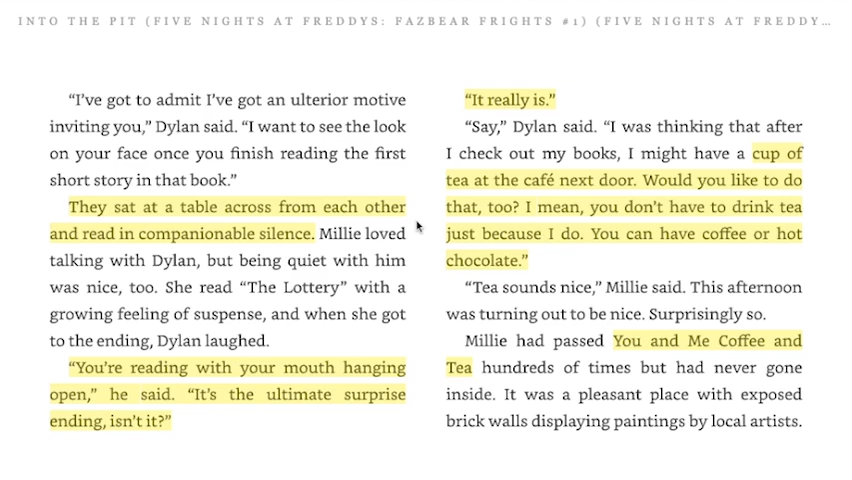 INTO THE PIT (FIVE NIGHTS AT FREDDYS: FAZBEAR FRIGHTS #1) (FIVE NIGHTS AT FREDDY…
“I’ve got to admit I’ve got an ulterior motive
inviting you,” Dylan said. “I want to see the look
on your face once you finish reading the first
short story in that book.”
They sat at a table across from each other
and read in companionable silence. Millie loved
talking with Dylan, but being quiet with him
was nice, too. She read “The Lottery” with a
growing feeling of suspense, and when she got
to the ending, Dylan laughed.
“You’re reading with your mouth hanging
open,” he said. “It’s the ultimate surprise
ending, isn’t it?”
“It really is.”
“Say,” Dylan said. “I was thinking that after
I check out my books, I might have a cup of
tea at the café next door. Would you like to do
that, too? I mean, you don’t have to drink tea
just because I do. You can have coffee or hot
chocolate.”
“Tea sounds nice,” Millie said. This afternoon
was turning out to be nice. Surprisingly so.
Millie had passed You and Me Coffee and
Tea hundreds of times but had never gone
inside. It was a pleasant place with exposed
brick walls displaying paintings by local artists.